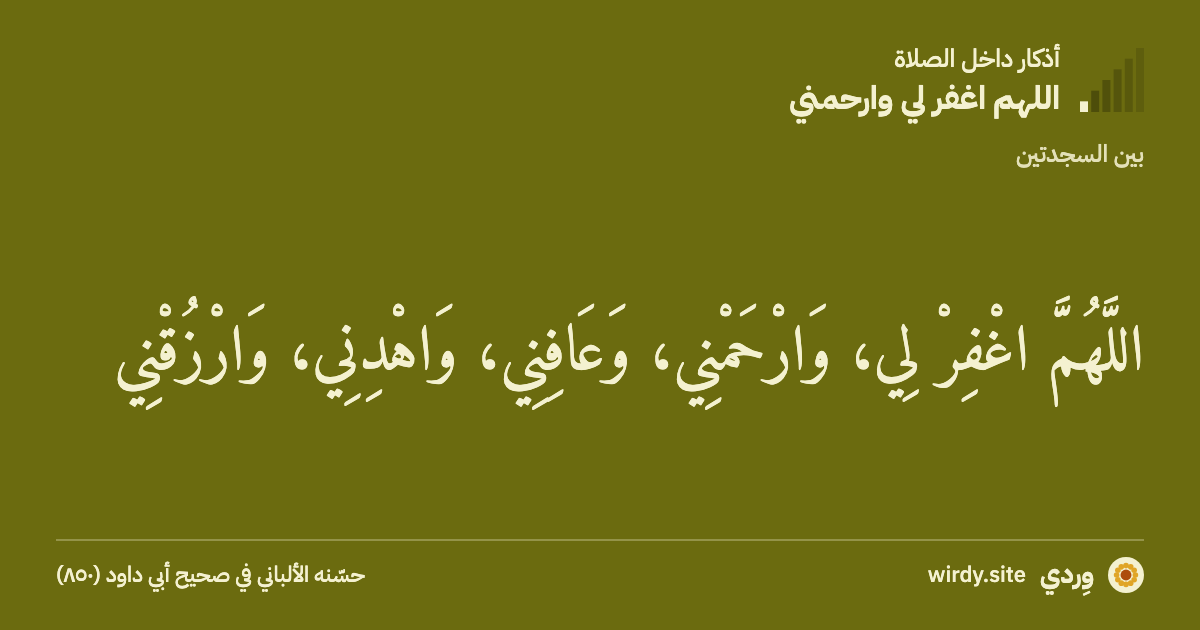 أذكار داخل الصلاة
اللهم اغفر لي وارحمني
بين السجدتين
اللَّهُمَّ اغْفِرْ لِي، وَارْحَمْنِي، وَعَافِنِي، وَاهْدِنِي، وَارْزُقْنِي
وِردي wirdy.site
حسّنه الألباني في صحيح أبي داود (٨٥٠)